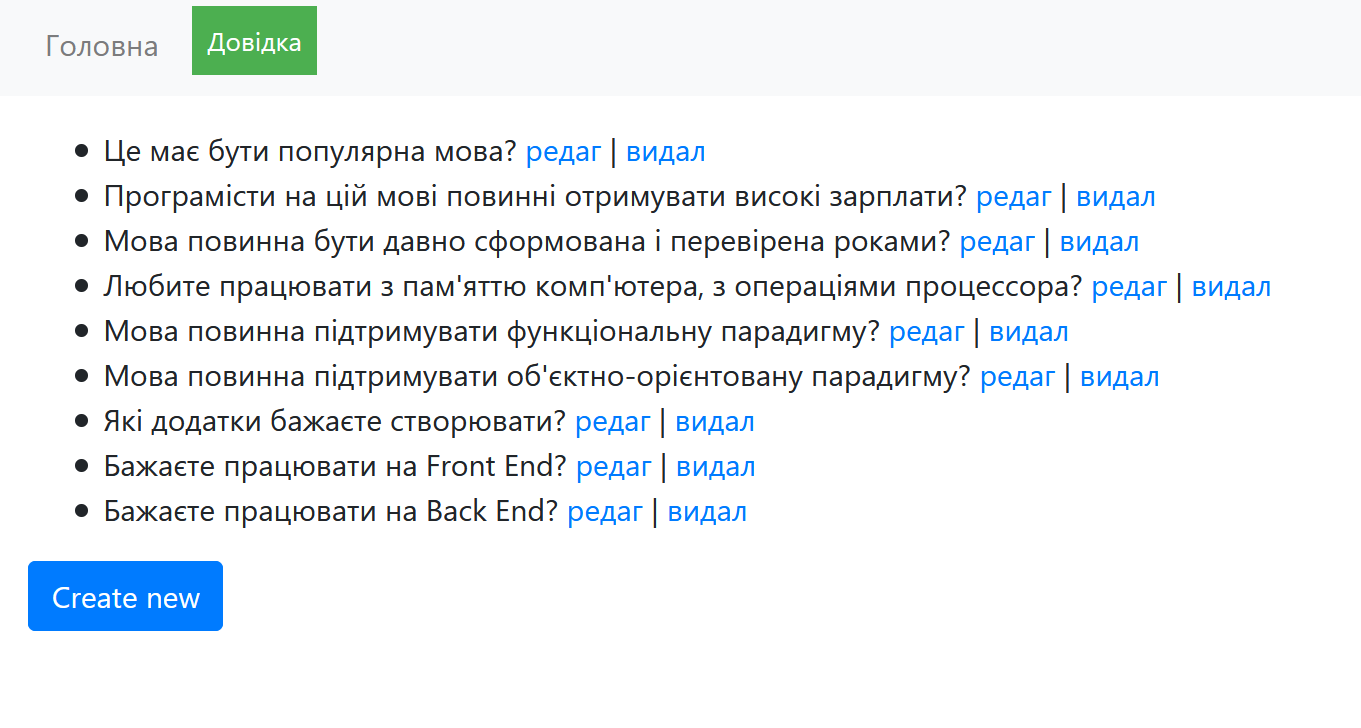 Головна Довідка
Це має бути популярна мова? редаг | видал
Програмісти на цій мові повинні отримувати високі зарплати? редаг | видал
Мова повинна бути давно сформована і перевірена роками? редаг | видал
Любите працювати з пам'яттю комп'ютера, з операціями процессора? редаг | видал
Мова повинна підтримувати функціональну парадигму? редаг | видал
Мова повинна підтримувати об'єктно-орієнтовану парадигму? редаг | видал
Які додатки бажаєте створювати? редаг | видал
Бажаєте працювати на Front End? редаг | видал
Бажаєте працювати на Back End? редаг | видал
Create new